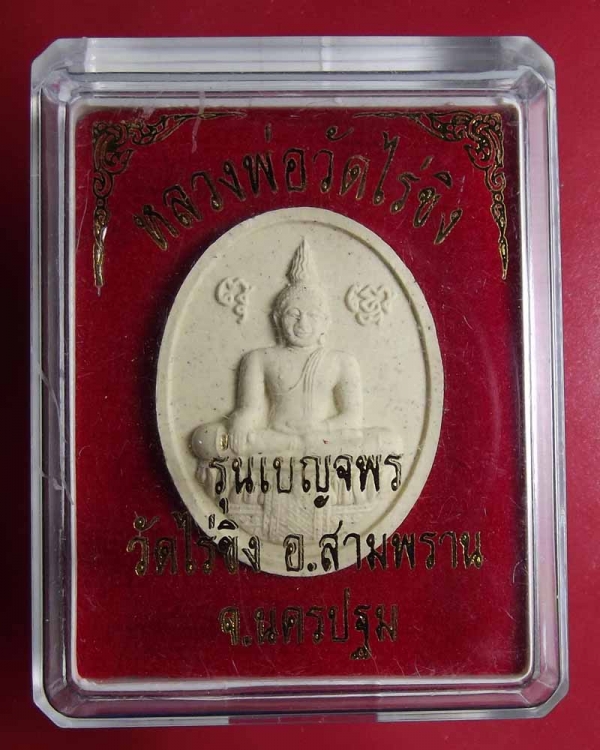 หลวงพ่อวัดไร่ขิง
รุ่นเบญจพร
วัดไร่ขิง อ.สามพราน
จ.นครปฐม